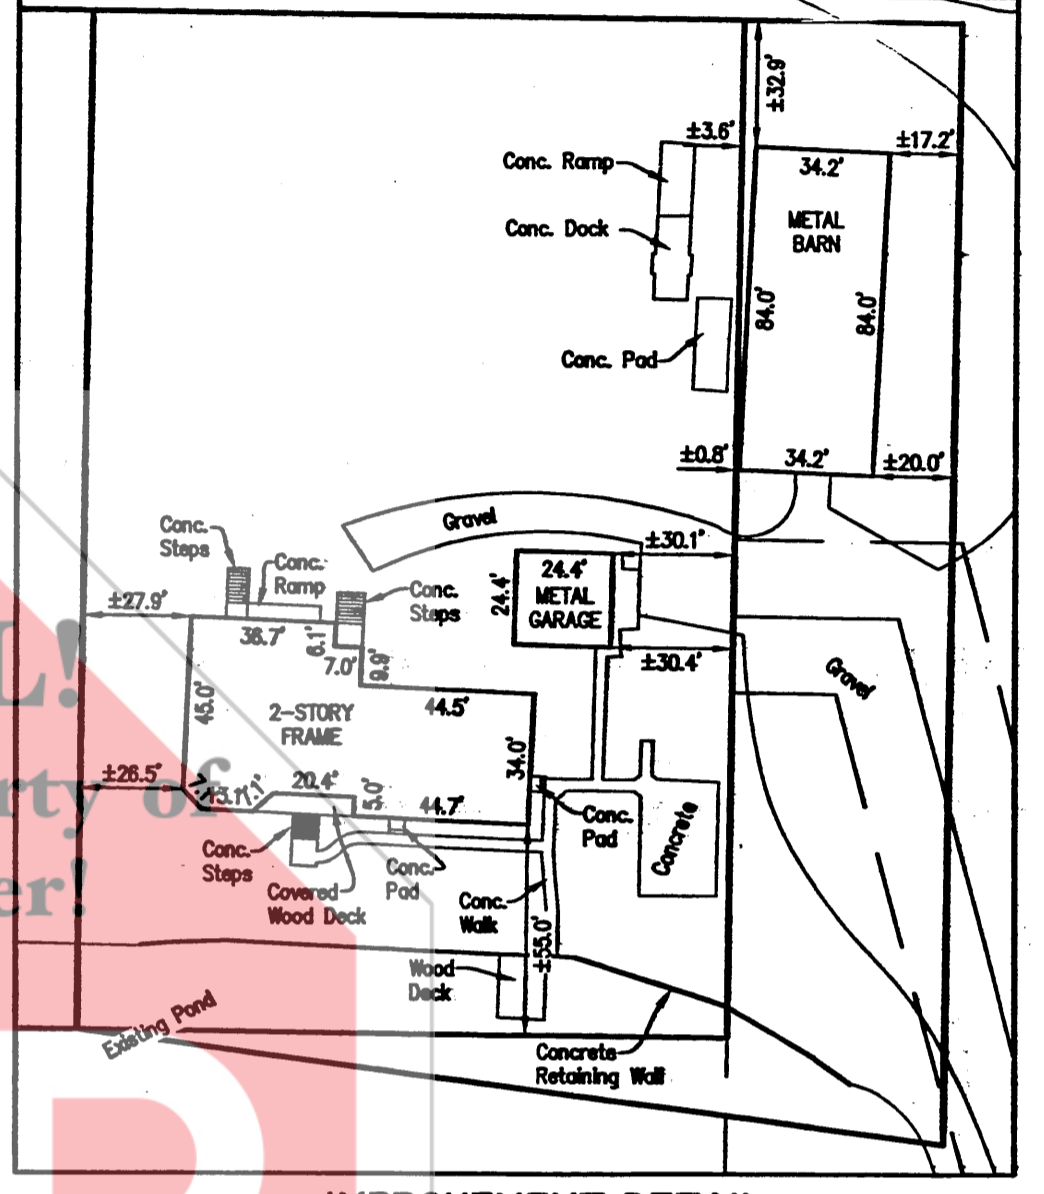 ±32.9'
±3.6'
±17.2'
Conc. Ramp
34.2'
METAL
BARN
Conc. Dock
84.0'
84.0'
Conc. Pad
±0.8'
34.2'
±20.0'
Gravel
Conc.
Steps
±30.1'
Conc.
Ramp
24.4'
24.4'
METAL
GARAGE
Conc.
Steps
±27.9'
36.7'
6.1'
7.0'
9.9'
±30.4'
Gravel
L!
45.0'
44.5'
2-STORY
FRAME
34.0'
±26.5'
20.4'
5.0'
44.7'
rty of
Conc.
Pad
Concrete
Conc.
Steps
Conc.
Pad
er!
Covered
Wood Deck
Conc.
Walk
±55.0'
Wood
Deck
Existing Pond
Concrete
Retaining Wall